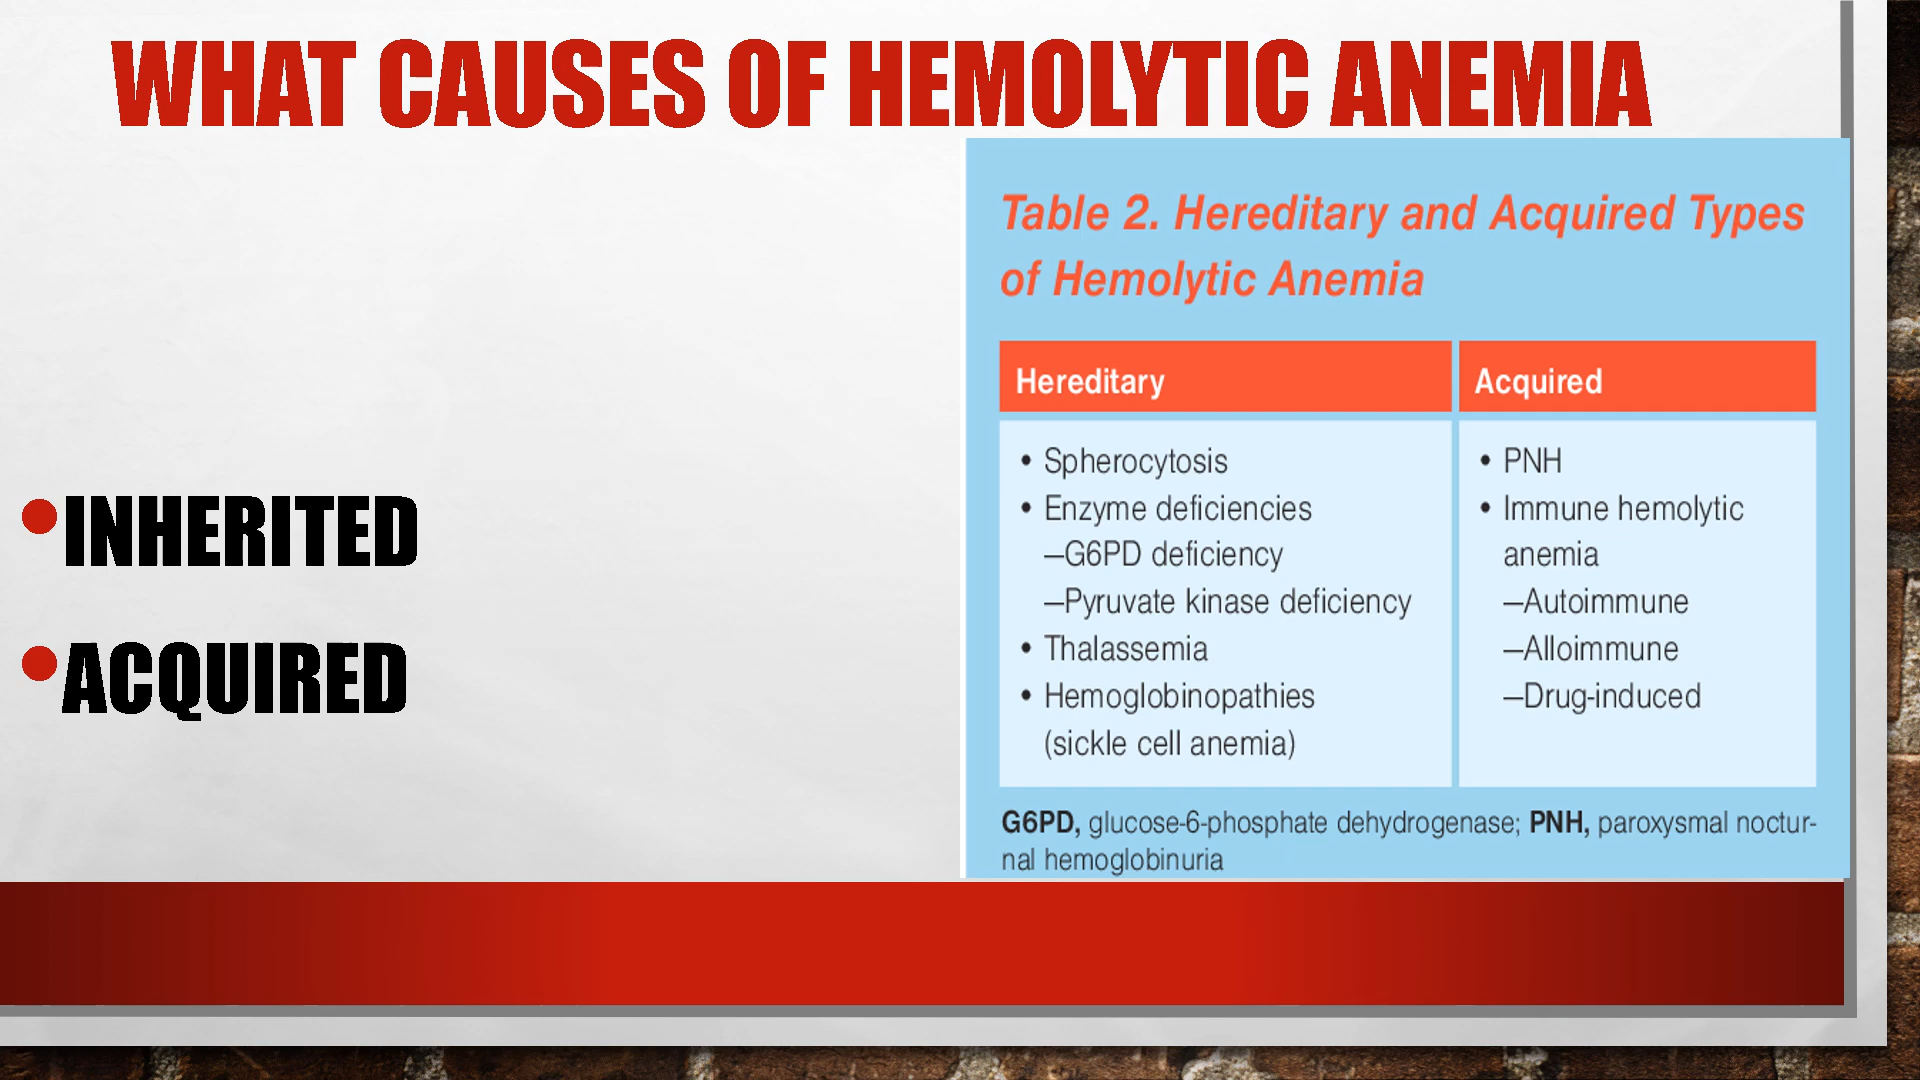 WHAT CAUSES OF HEMOLYTIC ANEMIA
•INHERITED
•ACQUIRED
Table 2. Hereditary and Acquired Types
of Hemolytic Anemia
Hereditary
• Spherocytosis
• Enzyme deficiencies
–G6PD deficiency
–Pyruvate kinase deficiency
• Thalassemia
• Hemoglobinopathies
(sickle cell anemia)
Acquired
• PNH
• Immune hemolytic
anemia
–Autoimmune
–Alloimmune
–Drug-induced
G6PD, glucose-6-phosphate dehydrogenase; PNH, paroxysmal noctur-
nal hemoglobinuria